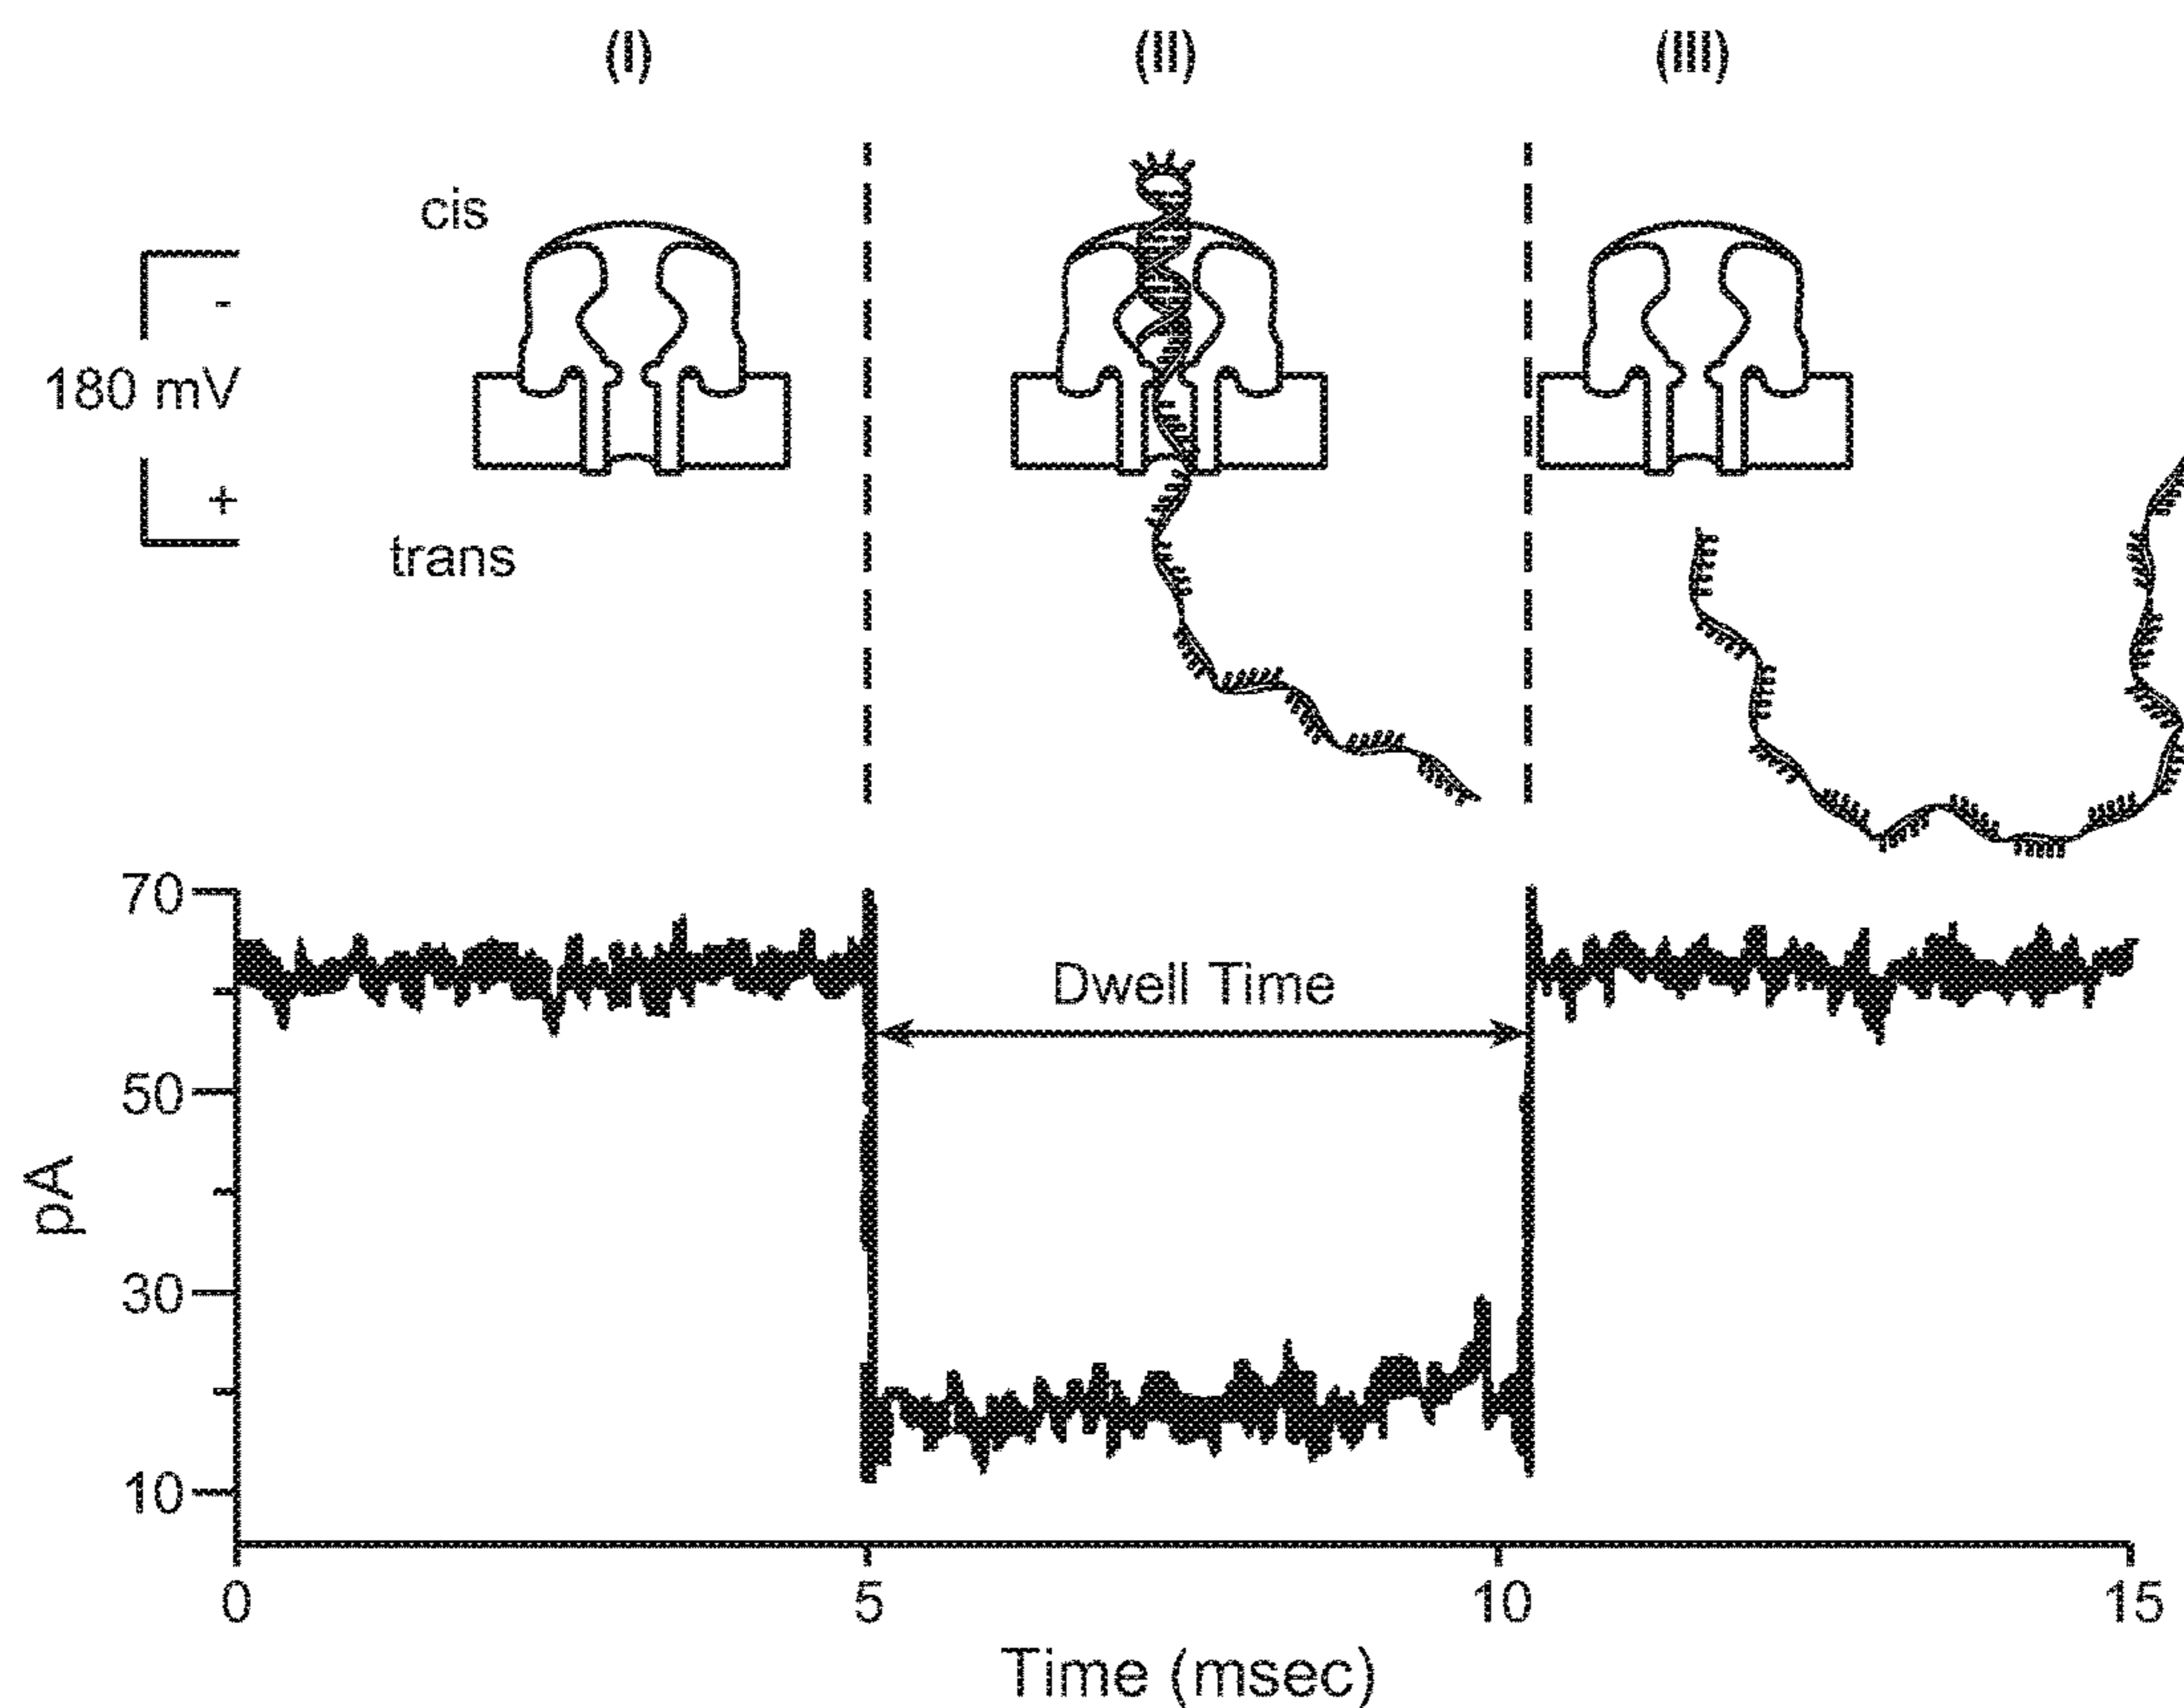 (I) (II) (III)
cis
-
180 mV
+
trans
70
Dwell Time
50
pA
30
10
0 5 10 15
Time (msec)